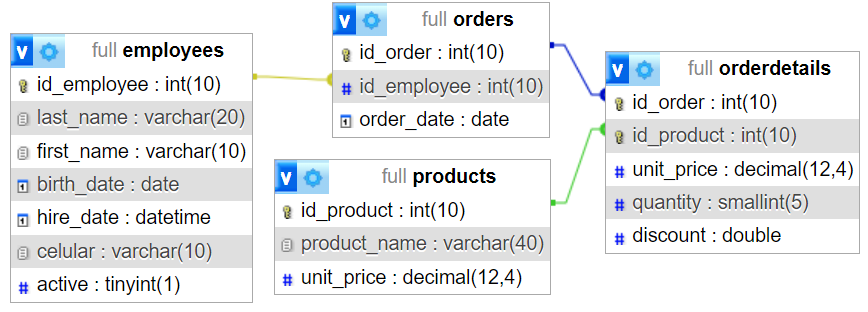 v full employees
id_employee : int(10)
last_name : varchar(20)
first_name : varchar(10)
birth_date : date
hire_date : datetime
celular : varchar(10)
active : tinyint(1)
v full orders
id_order : int(10)
id_employee : int(10)
order_date : date
v full products
id_product : int(10)
product_name : varchar(40)
unit_price : decimal(12,4)
v full orderdetails
id_order : int(10)
id_product : int(10)
unit_price : decimal(12,4)
quantity : smallint(5)
discount : double